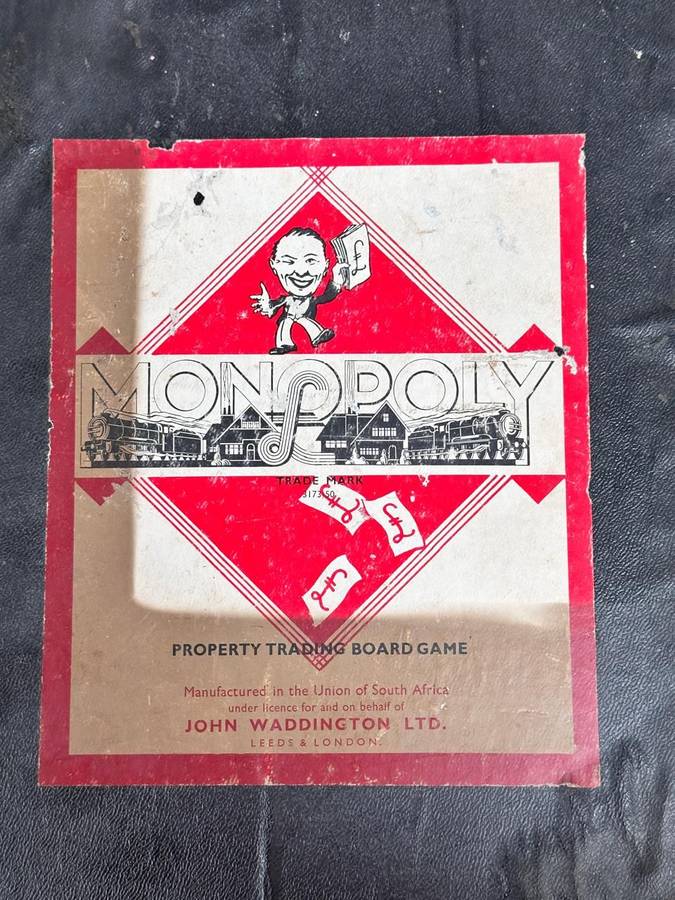 £
MONOPOLY
TRADE MARK
£
£
£
PROPERTY TRADING BOARD GAME
Manufactured in the Union of South Africa
under licence for and on behalf of
JOHN WADDINGTON LTD.
LEEDS & LONDON.